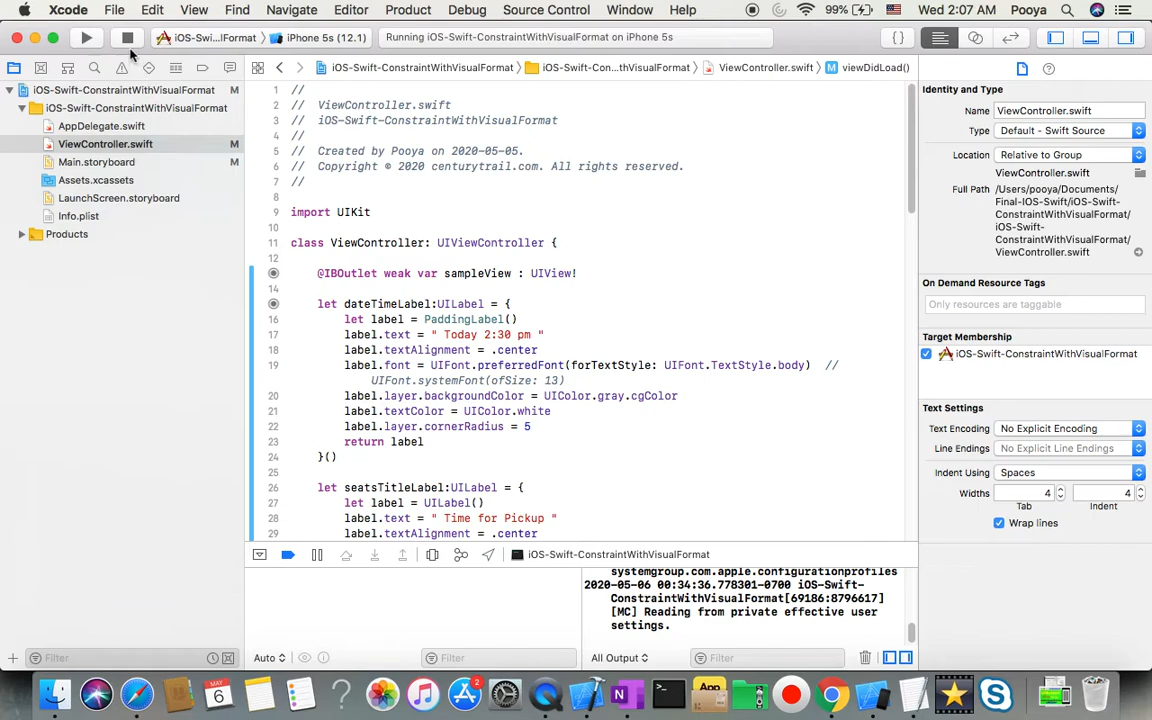 Xcode File Edit View Find Navigate Editor Product Debug Source Control Window Help 99% Wed 2:07 AM Pooya
iOS-Swi...lFormat iPhone 5s (12.1) Running iOS-Swift-ConstraintWithVisualFormat on iPhone 5s
iOS-Swift-ConstraintWithVisualFormat iOS-Swift-Con...thVisualFormat ViewController.swift M viewDidLoad()
iOS-Swift-ConstraintWithVisualFormat M
iOS-Swift-ConstraintWithVisualFormat
AppDelegate.swift
ViewController.swift M
Main.storyboard M
Assets.xcassets
LaunchScreen.storyboard
Info.plist
Products
1 //
2 // ViewController.swift
3 // iOS-Swift-ConstraintWithVisualFormat
4 //
5 // Created by Pooya on 2020-05-05.
6 // Copyright © 2020 centurytrail.com. All rights reserved.
7 //
8
9 import UIKit
10
11 class ViewController: UIViewController {
12
@IBOutlet weak var sampleView : UIView!
14
let dateTimeLabel:UILabel = {
16 let label = PaddingLabel()
17 label.text = " Today 2:30 pm "
18 label.textAlignment = .center
19 label.font = UIFont.preferredFont(forTextStyle: UIFont.TextStyle.body) //
UIFont.systemFont(ofSize: 13)
20 label.layer.backgroundColor = UIColor.gray.cgColor
21 label.textColor = UIColor.white
22 label.layer.cornerRadius = 5
23 return label
24 }()
25
26 let seatsTitleLabel:UILabel = {
27 let label = UILabel()
28 label.text = " Time for Pickup "
29 label.textAlignment = .center
iOS-Swift-ConstraintWithVisualFormat
systemgroup.com.apple.configurationprofiles
2020-05-06 00:34:36.778301-0700 iOS-Swift-
ConstraintWithVisualFormat[69186:8796617]
[MC] Reading from private effective user
settings.
Filter Auto Filter All Output Filter
Identity and Type
Name ViewController.swift
Type Default - Swift Source
Location Relative to Group
ViewController.swift
Full Path /Users/pooya/Documents/
Final-IOS-Swift/iOS-Swift-
ConstraintWithVisualFormat/
iOS-Swift-
ConstraintWithVisualFormat/
ViewController.swift
On Demand Resource Tags
Only resources are taggable
Target Membership
iOS-Swift-ConstraintWithVisualFormat
Text Settings
Text Encoding No Explicit Encoding
Line Endings No Explicit Line Endings
Indent Using Spaces
Widths 4 4
Tab Indent
Wrap lines
MAY
6
2
App